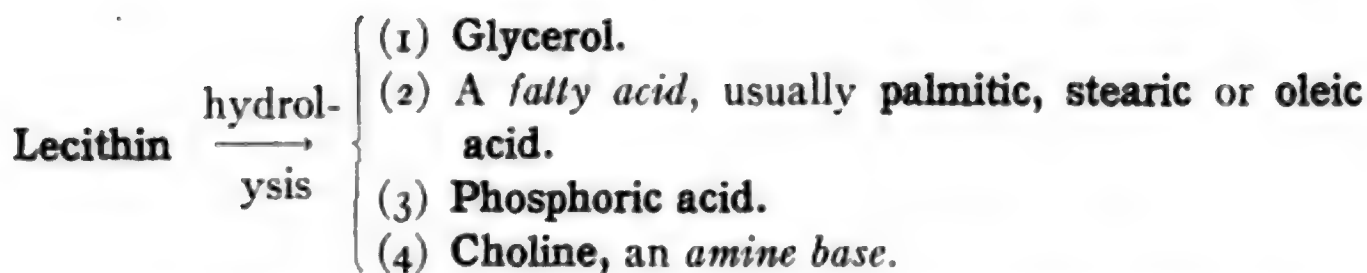 (1) Glycerol.
hydrol-
(2) A fatty acid, usually palmitic, stearic or oleic
Lecithin ⟶
acid.
ysis
(3) Phosphoric acid.
(4) Choline, an amine base.